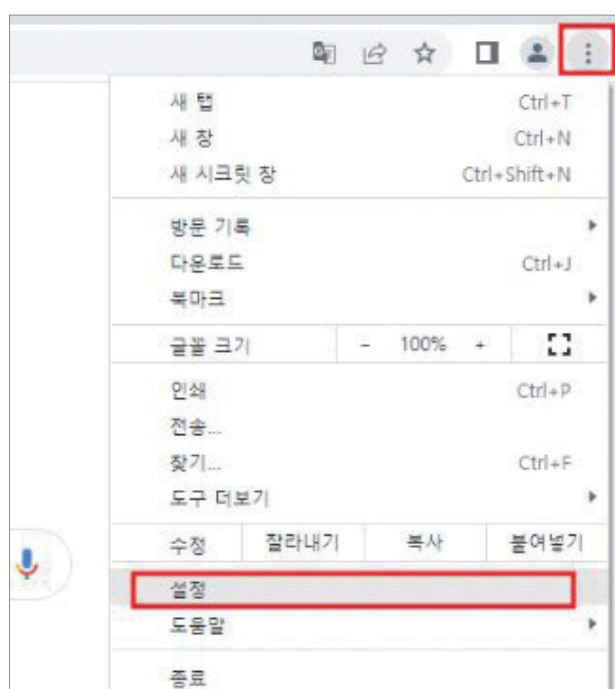 새 탭 Ctrl+T
새 창 Ctrl+N
새 시크릿 창 Ctrl+Shift+N
방문 기록
다운로드 Ctrl+J
북마크
글꼴 크기 - 100% +
인쇄 Ctrl+P
전송...
찾기... Ctrl+F
도구 더보기
수정 잘라내기 복사 붙여넣기
설정
도움말
종료